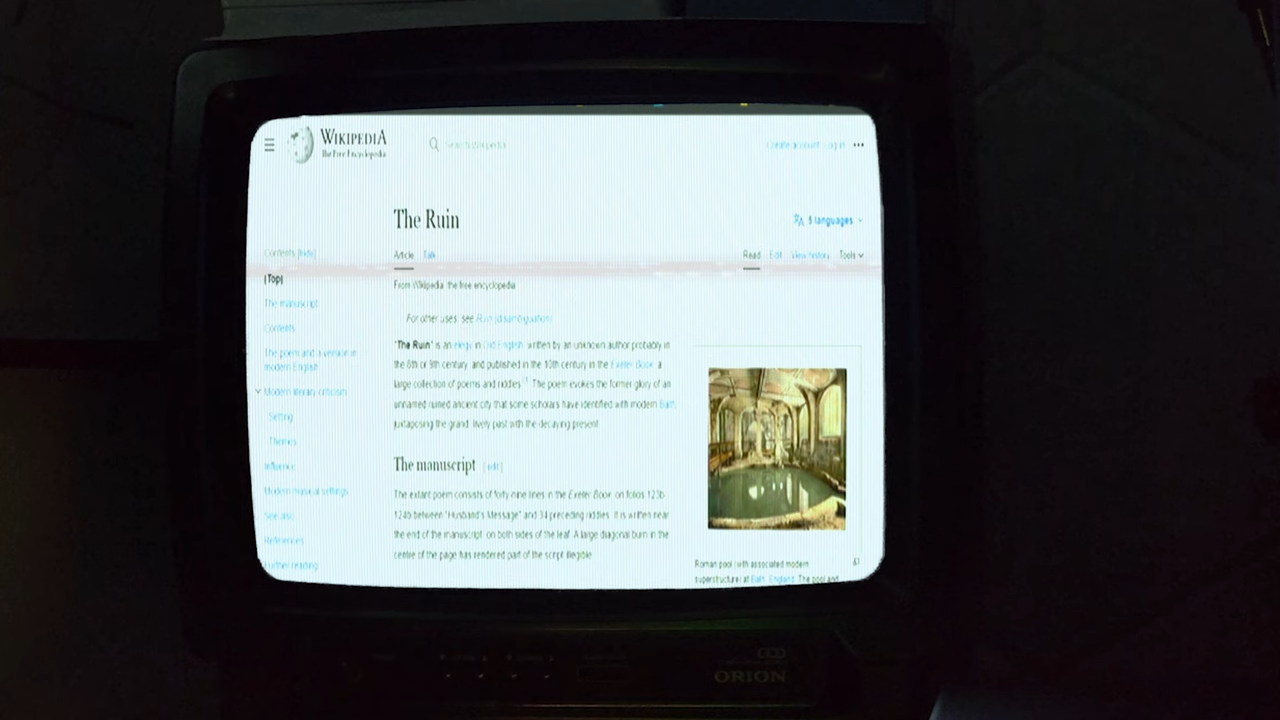 WIKIPEDIA
The Free Encyclopedia
Search Wikipedia
Create account Log in
The Ruin
5 languages
Contents [hide]
Article Talk
Read Edit View history Tools
(Top)
The manuscript
Contents
The poem and a version in
modern English
Modern literary criticism
Setting
Themes
Influence
Modern musical settings
See also
References
Further reading
From Wikipedia, the free encyclopedia
For other uses, see Ruin (disambiguation).
"The Ruin" is an elegy in Old English, written by an unknown author probably in
the 8th or 9th century, and published in the 10th century in the Exeter Book, a
large collection of poems and riddles.[1] The poem evokes the former glory of an
unnamed ruined ancient city that some scholars have identified with modern Bath,
juxtaposing the grand, lively past with the decaying present.
The manuscript [edit]
The extant poem consists of forty-nine lines in the Exeter Book, on folios 123b-
124b between "Husband's Message" and 34 preceding riddles. It is written near
the end of the manuscript, on both sides of the leaf. A large diagonal burn in the
centre of the page has rendered part of the script illegible.
Roman pool (with associated modern
superstructure) at Bath, England. The pool and
ORION